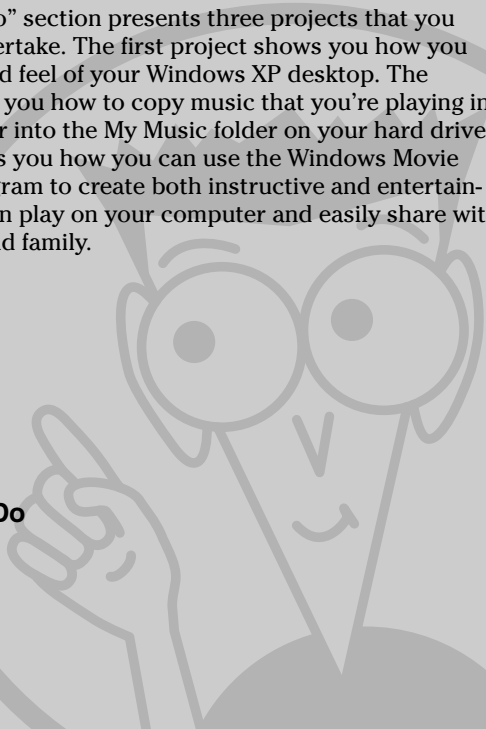 o” section presents three projects that you
ertake. The first project shows you how you
d feel of your Windows XP desktop. The
you how to copy music that you’re playing in
r into the My Music folder on your hard drive
s you how you can use the Windows Movie
gram to create both instructive and entertain-
n play on your computer and easily share wit
d family.
Do